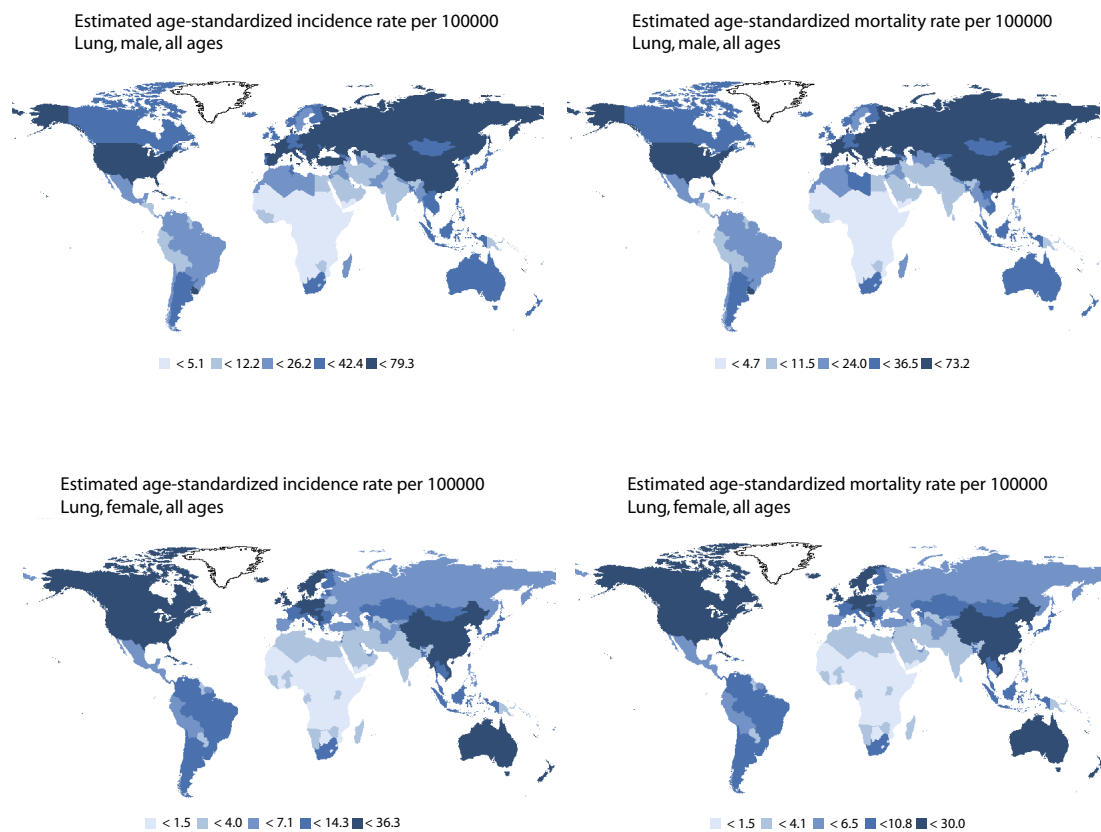 Estimated age-standardized incidence rate per 100000
Lung, male, all ages
< 5.1 < 12.2 < 26.2 < 42.4 < 79.3
Estimated age-standardized mortality rate per 100000
Lung, male, all ages
< 4.7 < 11.5 < 24.0 < 36.5 < 73.2
Estimated age-standardized incidence rate per 100000
Lung, female, all ages
< 1.5 < 4.0 < 7.1 < 14.3 < 36.3
Estimated age-standardized mortality rate per 100000
Lung, female, all ages
< 1.5 < 4.1 < 6.5 <10.8 < 30.0